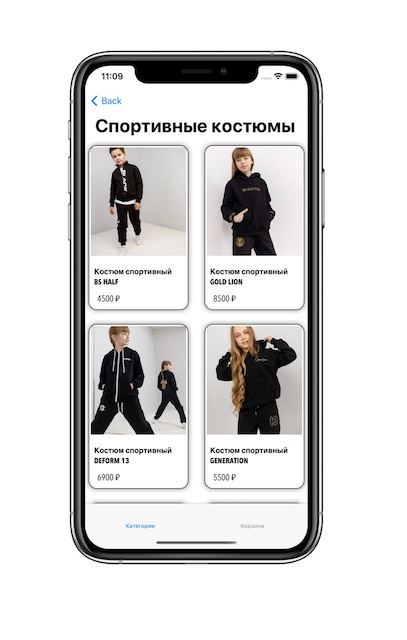 11:09
Back
Спортивные костюмы
Костюм спортивный
BS HALF
4500 ₽
Костюм спортивный
GOLD LION
8500 ₽
Костюм спортивный
DEFORM 13
6900 ₽
Костюм спортивный
GENERATION
5500 ₽
Категории
Корзина